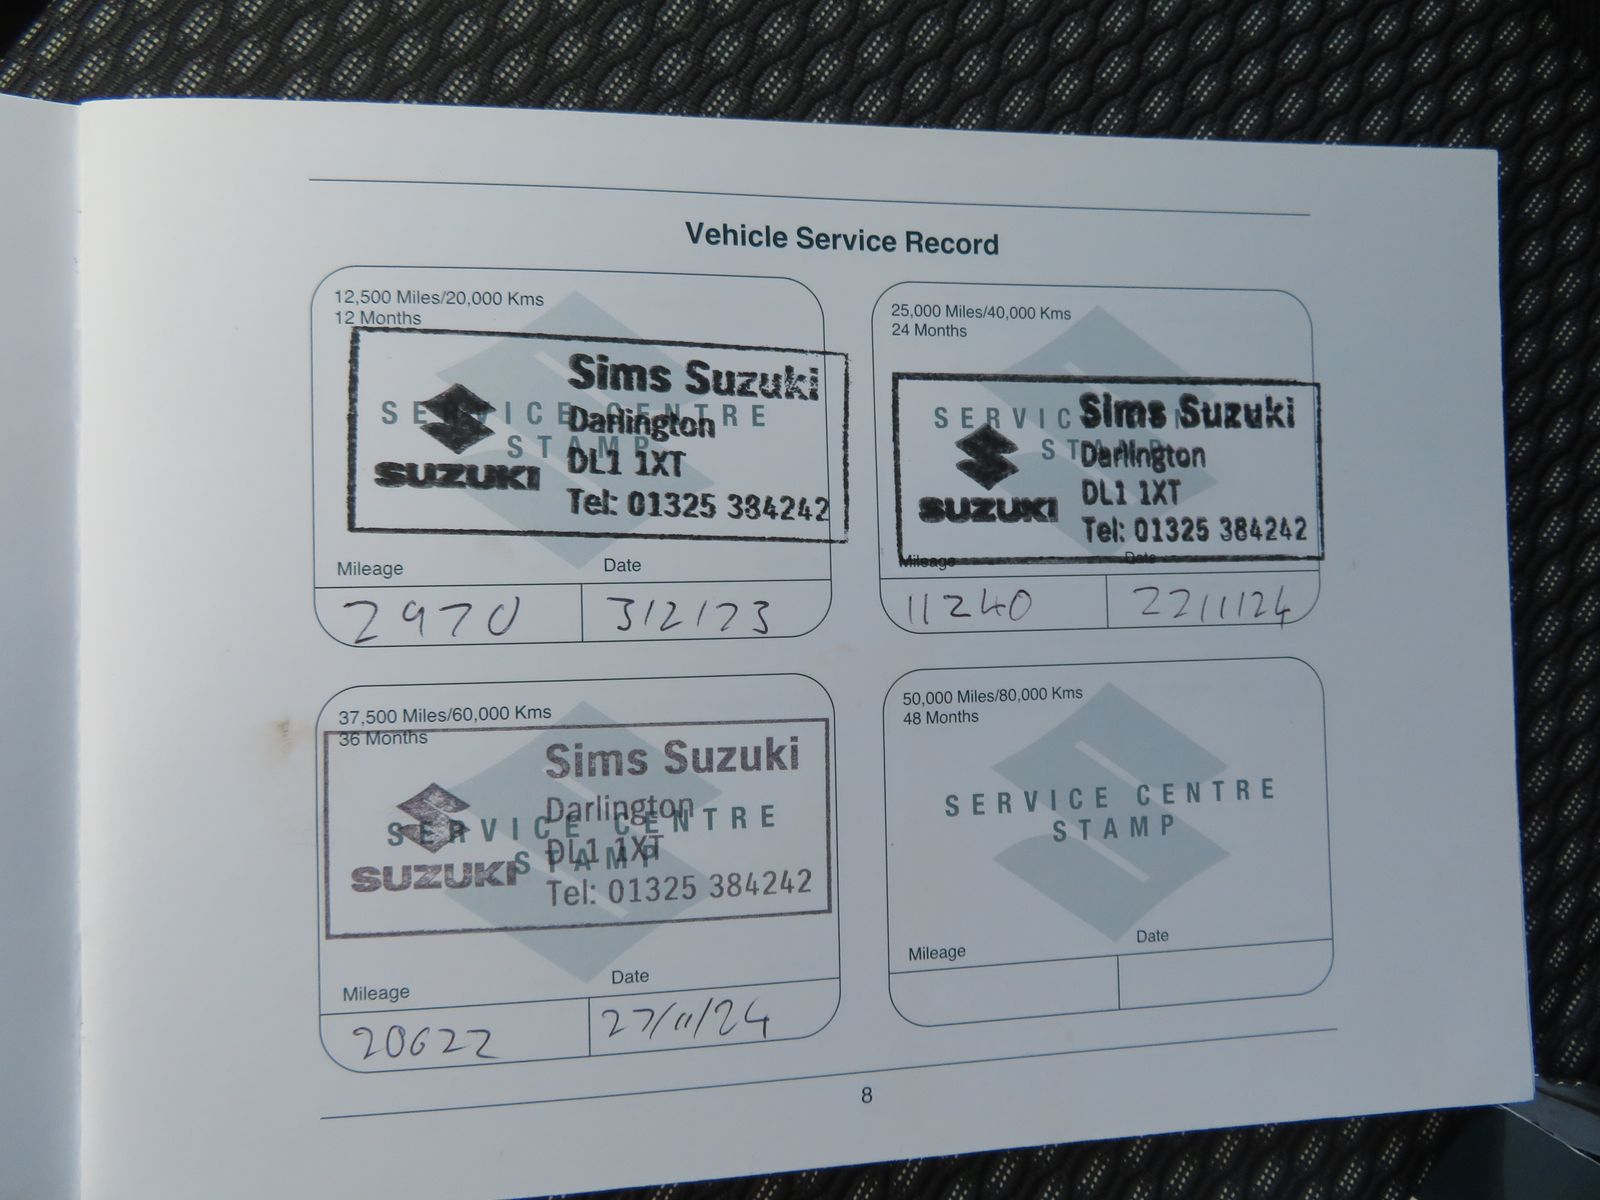 Vehicle Service Record
12,500 Miles/20,000 Kms
12 Months
SERVICE CENTRE
STAMP
Sims Suzuki
Darlington
DL1 1XT
SUZUKI
Tel: 01325 384242
Mileage
Date
2970
3/2/23
25,000 Miles/40,000 Kms
24 Months
SERVIC
ST
Sims Suzuki
Darlington
DL1 1XT
SUZUKI
Tel: 01325 384242
Mileage
Date
11240
22/1/24
37,500 Miles/60,000 Kms
36 Months
SERVICE CENTRE
STAMP
Sims Suzuki
Darlington
DL1 1XT
SUZUKI
Tel: 01325 384242
Mileage
Date
20622
27/11/24
50,000 Miles/80,000 Kms
48 Months
SERVICE CENTRE
STAMP
Mileage
Date
8